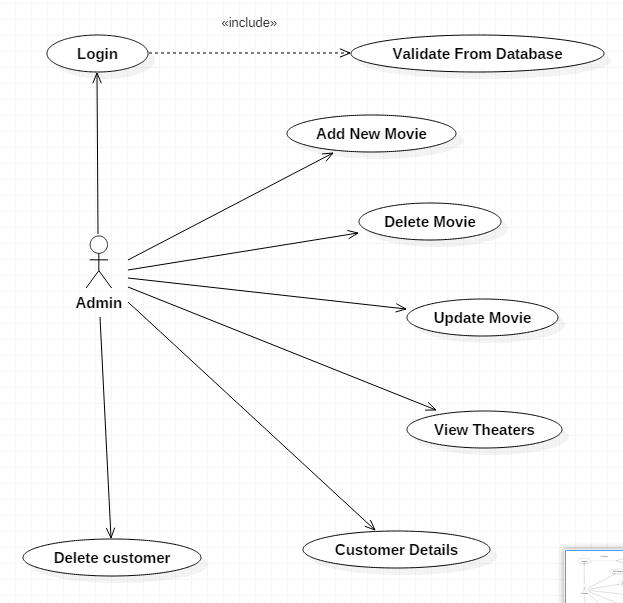 «include»
Login
Validate From Database
Add New Movie
Delete Movie
Admin
Update Movie
View Theaters
Customer Details
Delete customer